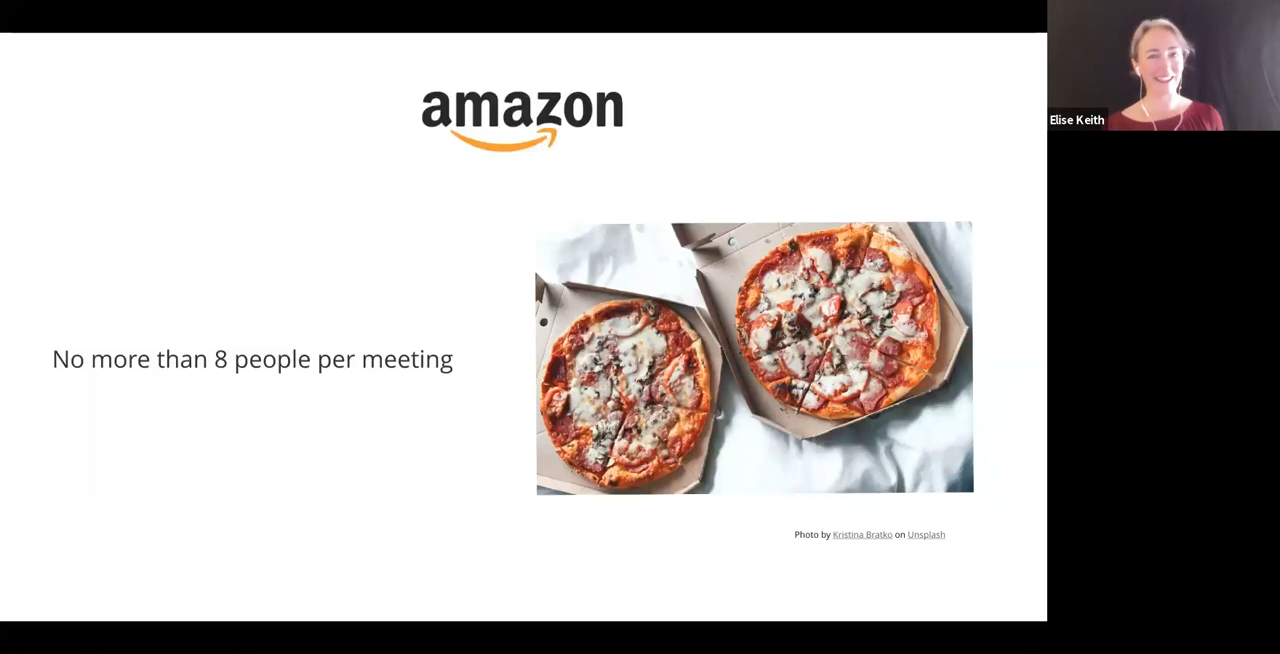 amazon
Elise Keith
No more than 8 people per meeting
Photo by Kristina Bratko on Unsplash